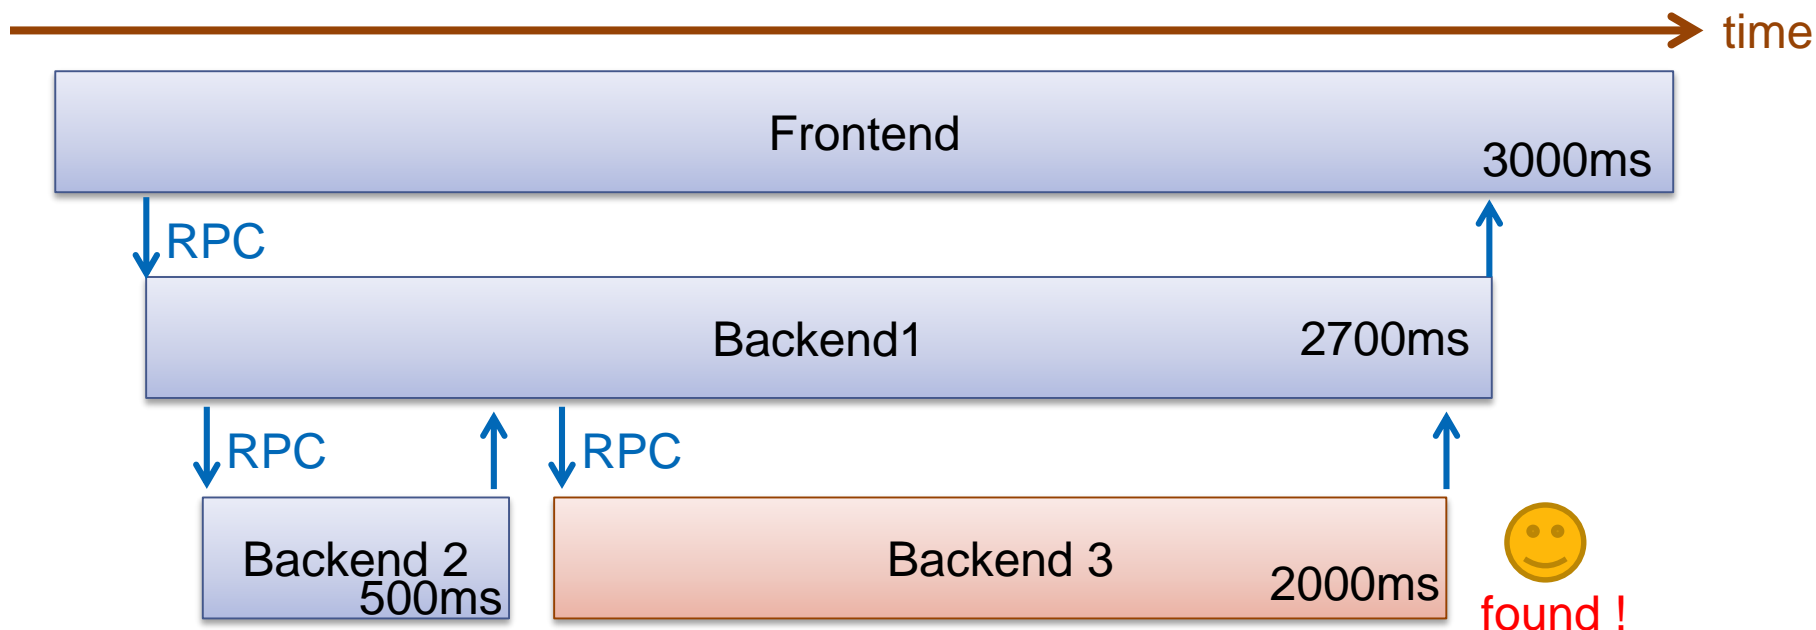 time
Frontend
3000ms
RPC
Backend1
2700ms
RPC
RPC
Backend 2
500ms
Backend 3
2000ms
found !